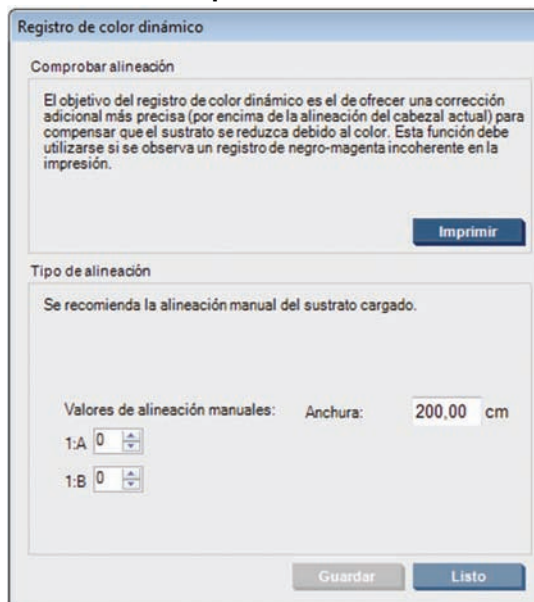 Registro de color dinámico
Comprobar alineación
El objetivo del registro de color dinámico es el de ofrecer una corrección
adicional más precisa (por encima de la alineación del cabezal actual) para
compensar que el sustrato se reduzca debido al color. Esta función debe
utilizarse si se observa un registro de negro-magenta incoherente en la
impresión.
Imprimir
Tipo de alineación
Se recomienda la alineación manual del sustrato cargado.
Valores de alineación manuales: Anchura: 200,00 cm
1:A 0
1:B 0
Guardar Listo